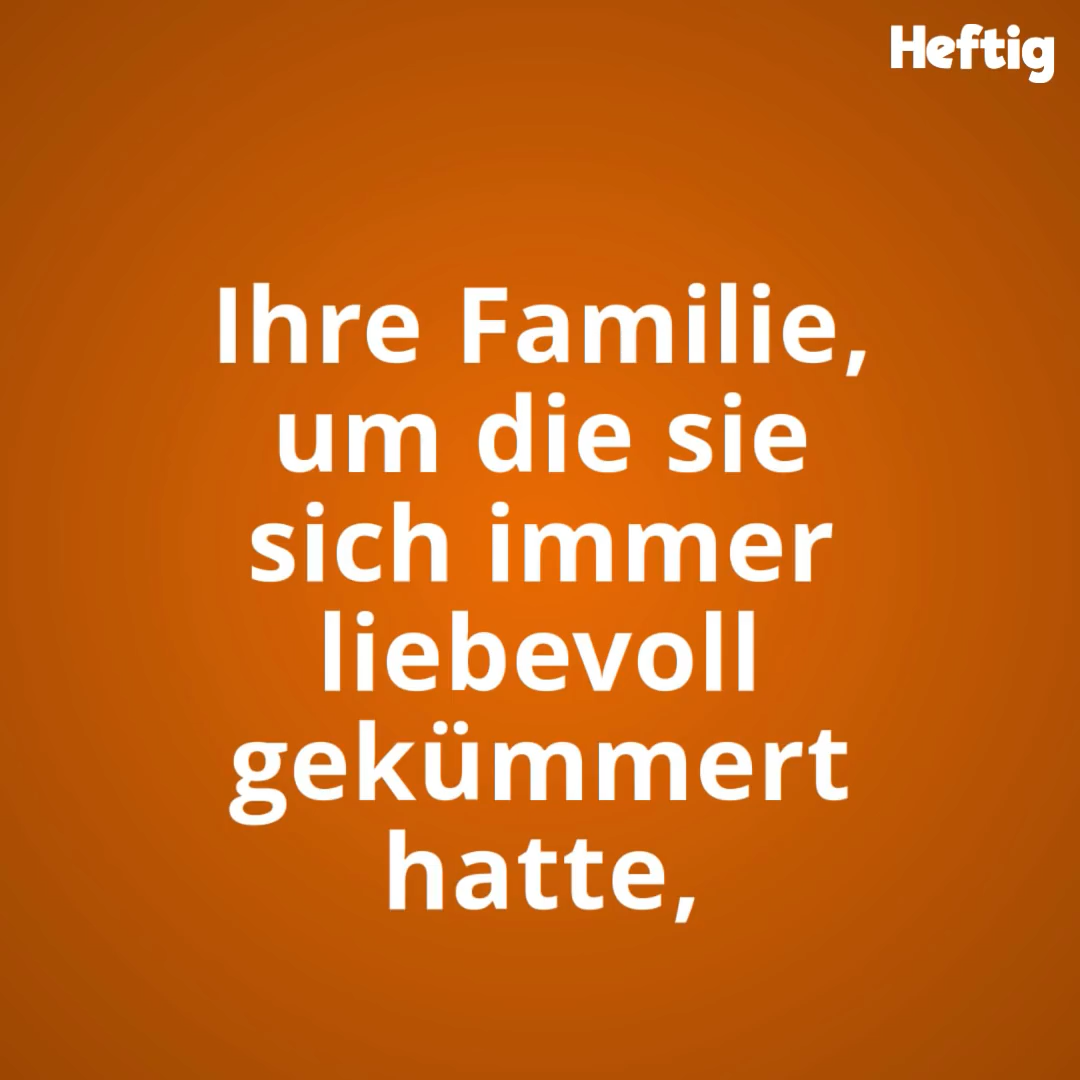 Heftig
Ihre Familie,
um die sie
sich immer
liebevoll
gekümmert
hatte,